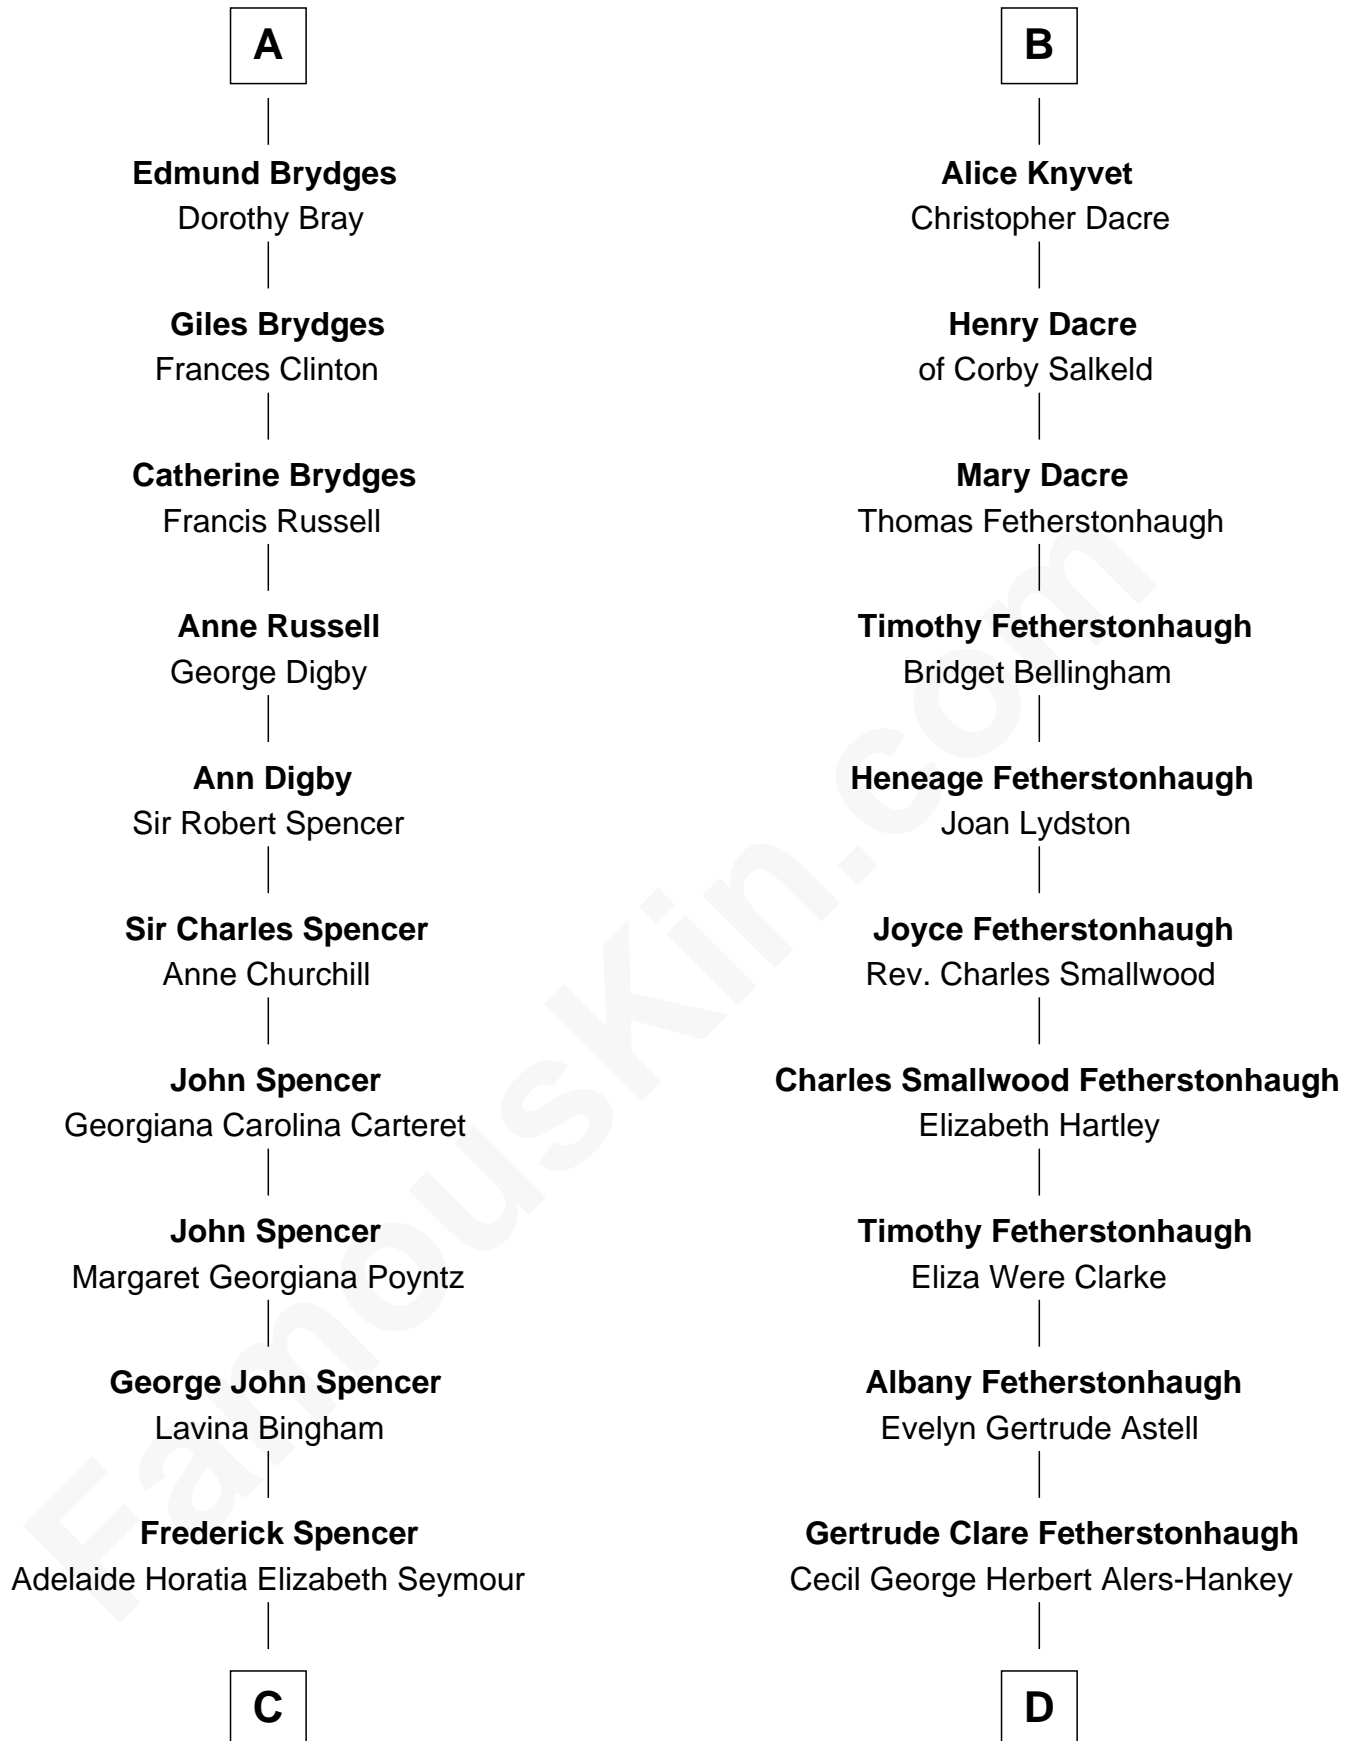 A
Edmund Brydges
Dorothy Bray
Giles Brydges
Frances Clinton
Catherine Brydges
Francis Russell
Anne Russell
George Digby
Ann Digby
Sir Robert Spencer
Sir Charles Spencer
Anne Churchill
John Spencer
Georgiana Carolina Carteret
John Spencer
Margaret Georgiana Poyntz
George John Spencer
Lavina Bingham
Frederick Spencer
Adelaide Horatia Elizabeth Seymour
C
B
Alice Knyvet
Christopher Dacre
Henry Dacre
of Corby Salkeld
Mary Dacre
Thomas Fetherstonhaugh
Timothy Fetherstonhaugh
Bridget Bellingham
Heneage Fetherstonhaugh
Joan Lydston
Joyce Fetherstonhaugh
Rev. Charles Smallwood
Charles Smallwood Fetherstonhaugh
Elizabeth Hartley
Timothy Fetherstonhaugh
Eliza Were Clarke
Albany Fetherstonhaugh
Evelyn Gertrude Astell
Gertrude Clare Fetherstonhaugh
Cecil George Herbert Alers-Hankey
D
FamousKin.com